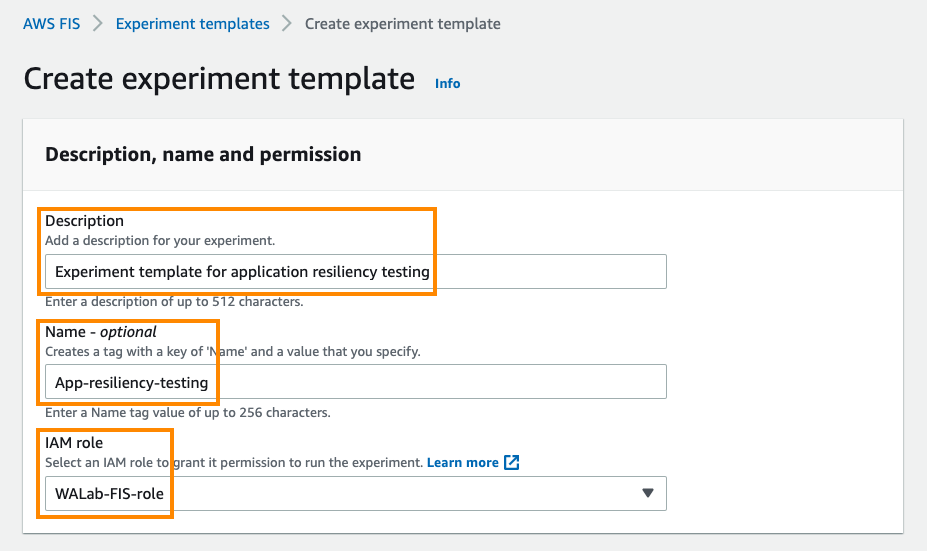 AWS FIS > Experiment templates > Create experiment template
Create experiment template Info
Description, name and permission
Description
Add a description for your experiment.
Experiment template for application resiliency testing
Enter a description of up to 512 characters.
Name - optional
Creates a tag with a key of 'Name' and a value that you specify.
App-resiliency-testing
Enter a Name tag value of up to 256 characters.
IAM role
Select an IAM role to grant it permission to run the experiment. Learn more
WALab-FIS-role